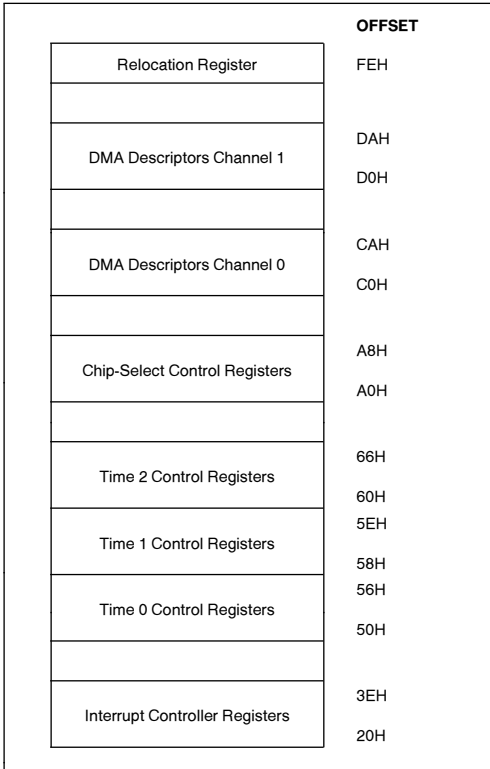 OFFSET
Relocation Register FEH
DAH
DMA Descriptors Channel 1
D0H
CAH
DMA Descriptors Channel 0
C0H
A8H
Chip-Select Control Registers
A0H
66H
Time 2 Control Registers
60H
5EH
Time 1 Control Registers
58H
56H
Time 0 Control Registers
50H
3EH
Interrupt Controller Registers
20H